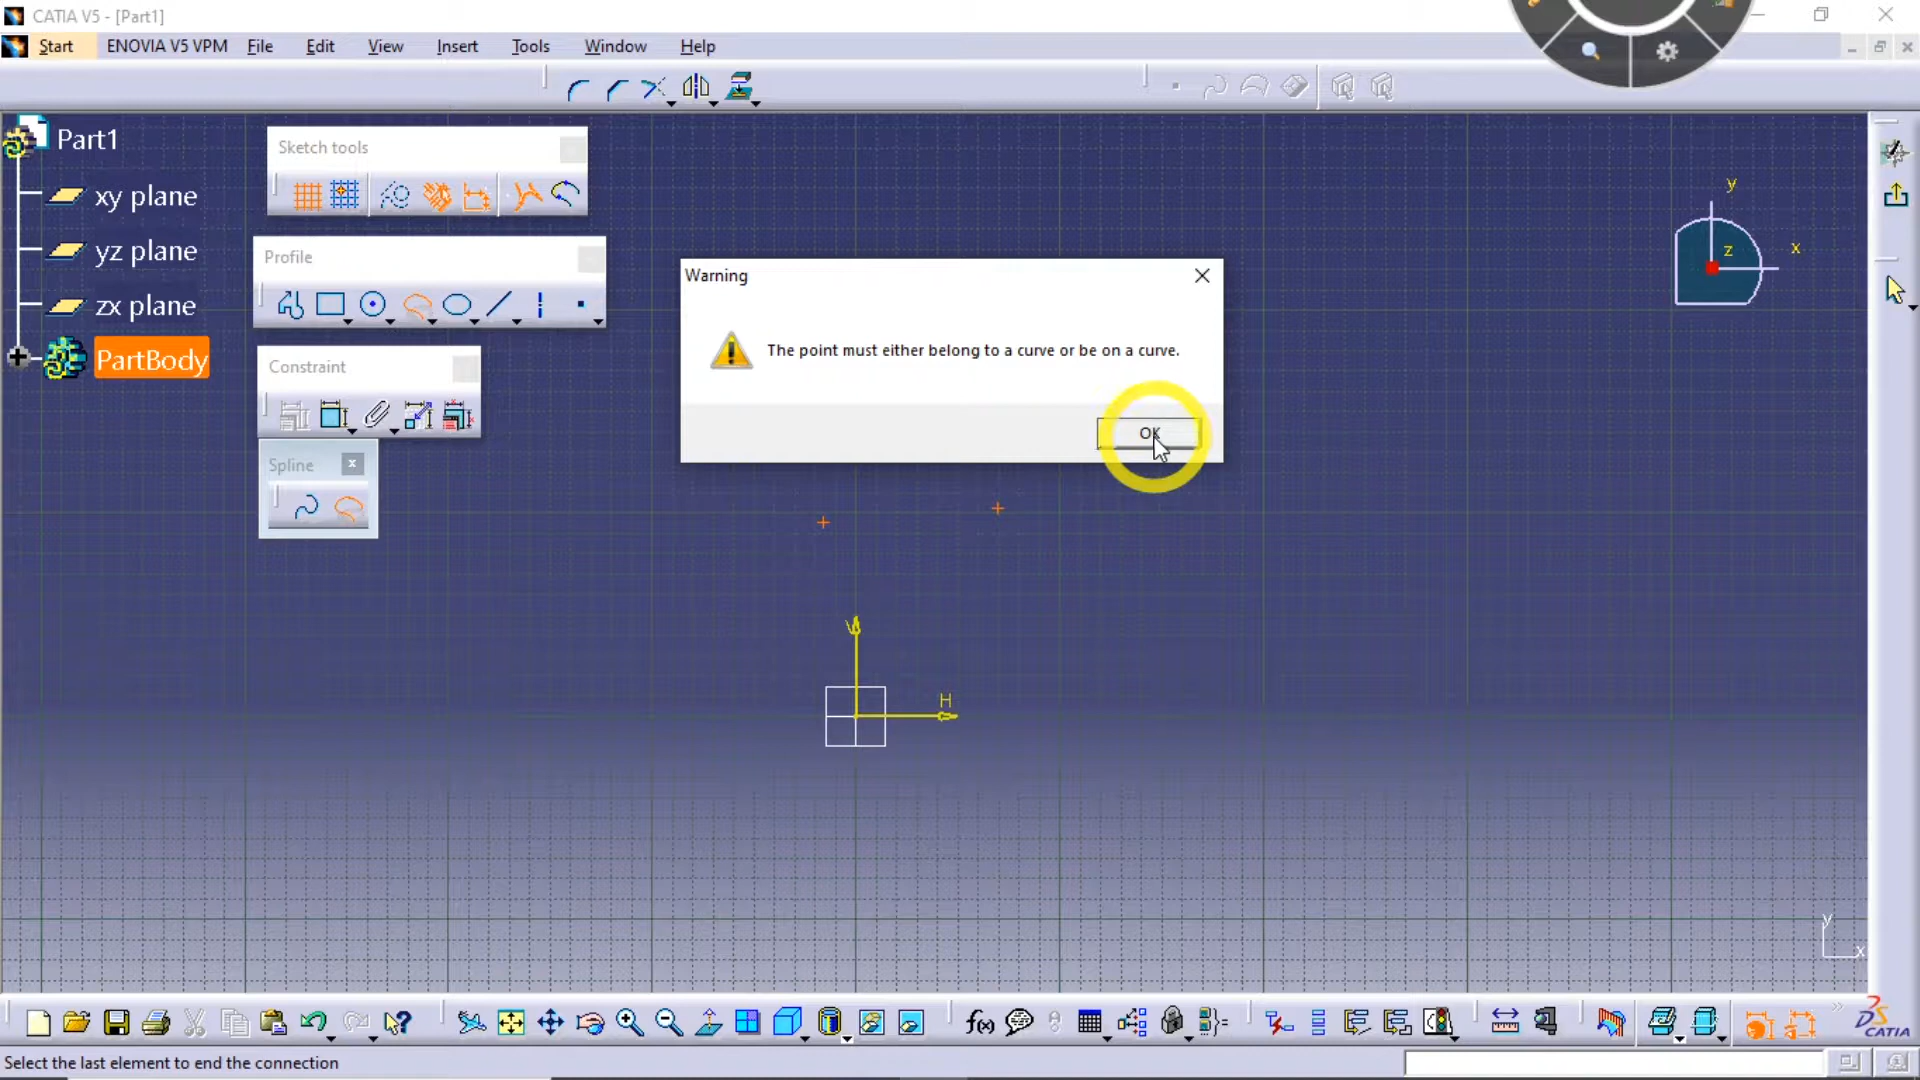 CATIA V5 - [Part1]
Start ENOVIA V5 VPM File Edit View Insert Tools Window Help
Part1
xy plane
yz plane
zx plane
PartBody
Sketch tools
Profile
Constraint
Spline
Warning
The point must either belong to a curve or be on a curve.
OK
y
z
x
V
H
y
x
f(x)
CATIA
Select the last element to end the connection